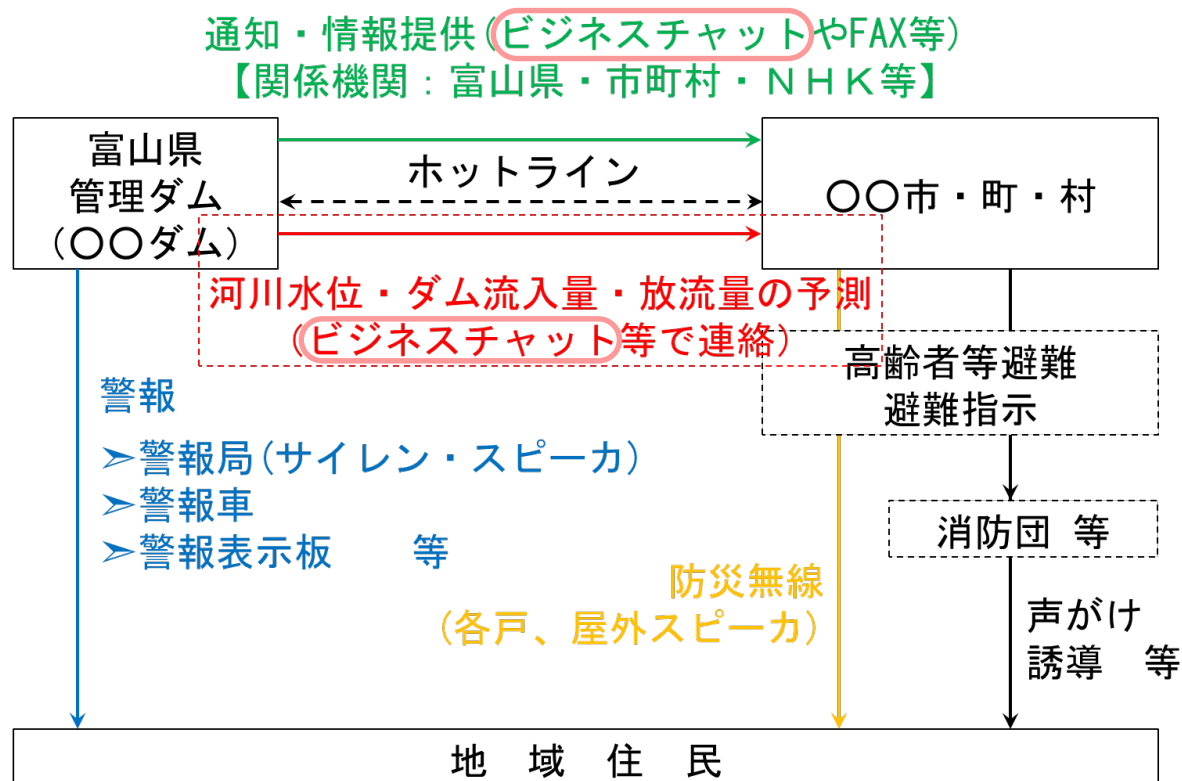 通知・情報提供(ビジネスチャットやFAX等)
【関係機関：富山県・市町村・ＮＨＫ等】
富山県
管理ダム
(〇〇ダム)
ホットライン
〇〇市・町・村
河川水位・ダム流入量・放流量の予測
(ビジネスチャット等で連絡)
高齢者等避難
避難指示
警報
➢警報局(サイレン・スピーカ)
➢警報車
➢警報表示板　　等
消防団 等
防災無線
(各戸、屋外スピーカ)
声がけ
誘導　等
地　域　住　民